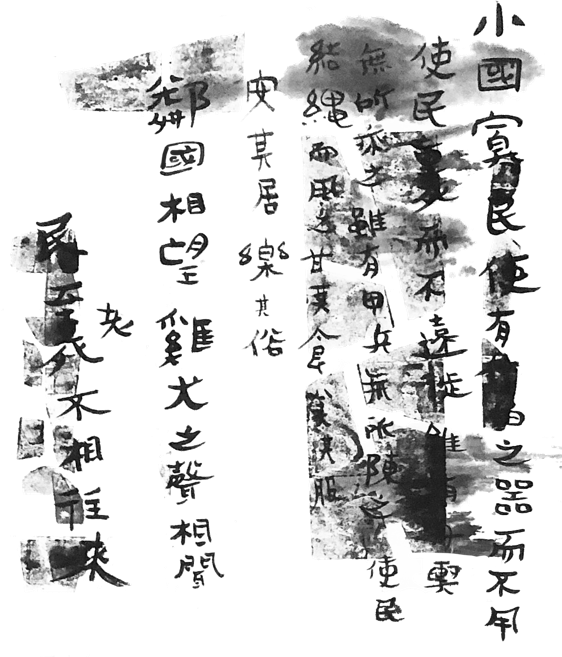 小國寡民使有什伯之器而不用
使民重死而不遠徙雖有輿
無所乘之雖有甲兵無所陳之使民
結繩而用之甘其食美其服
安其居樂其俗
鄰國相望雞犬之聲相聞
民至老死不相往來